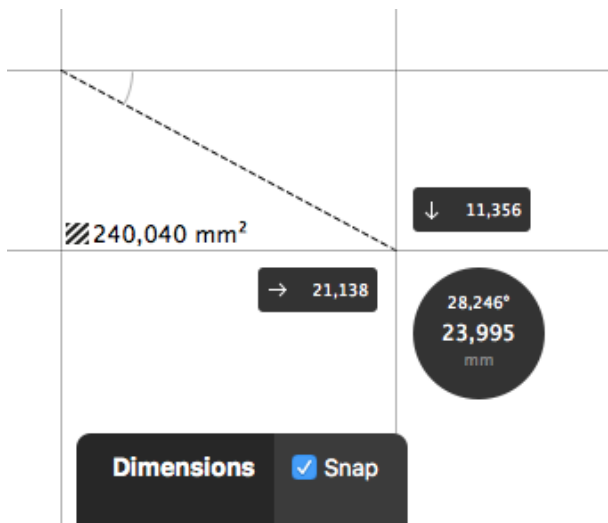 ↓ 11,356
240,040 mm²
→ 21,138
28,246°
23,995
mm
Dimensions
Snap